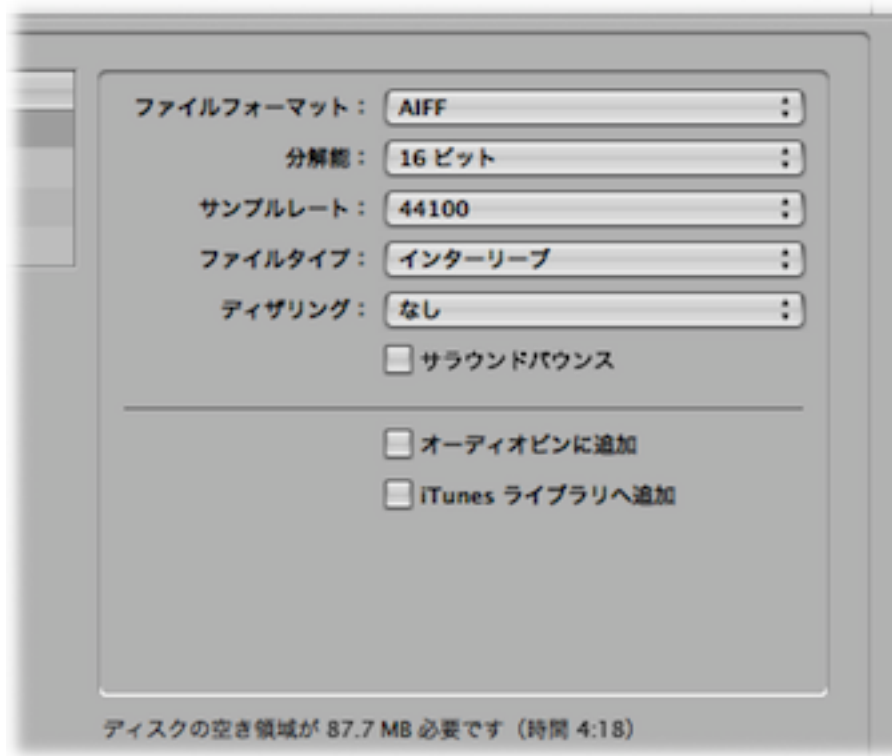 ファイルフォーマット： AIFF
分解能： 16 ビット
サンプルレート： 44100
ファイルタイプ： インターリーブ
ディザリング： なし
サラウンドバウンス
オーディオビンに追加
iTunes ライブラリへ追加
ディスクの空き領域が 87.7 MB 必要です（時間 4:18）